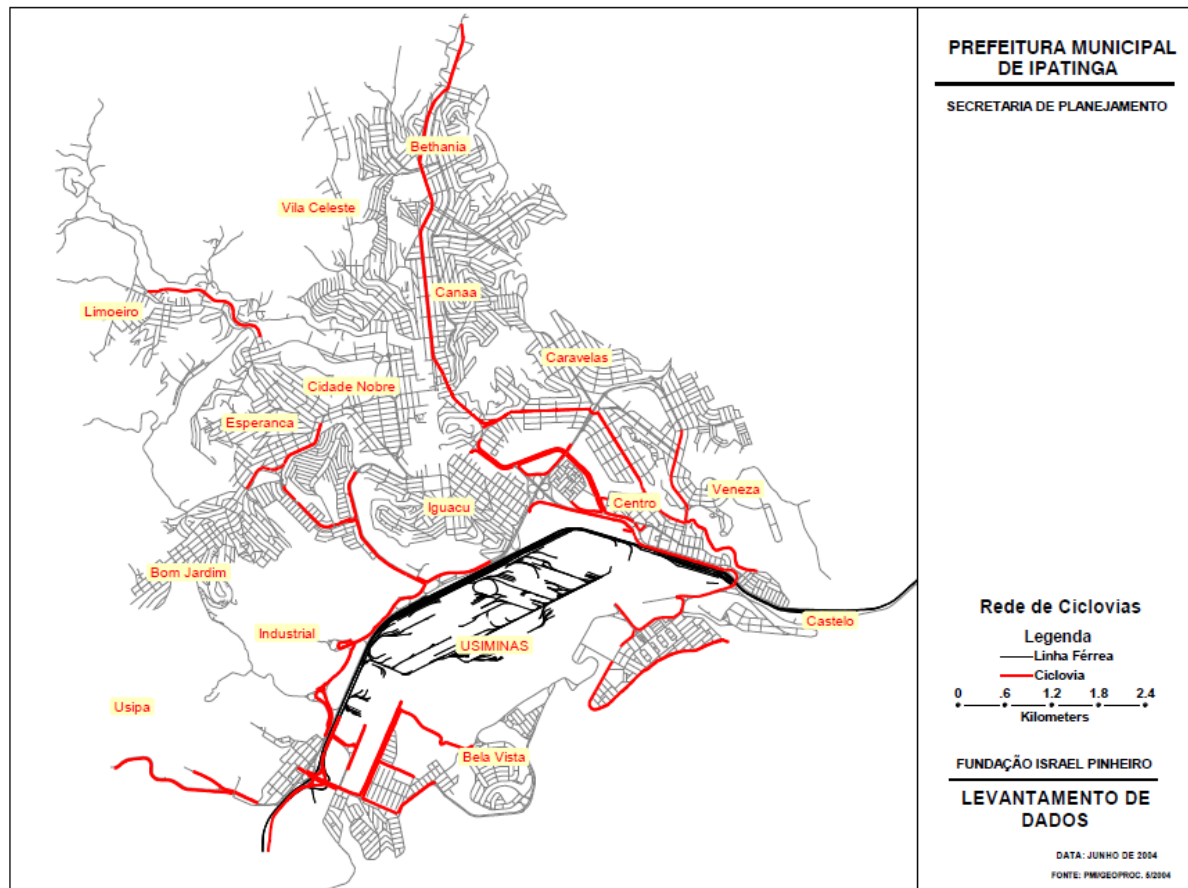 PREFEITURA MUNICIPAL
DE IPATINGA
SECRETARIA DE PLANEJAMENTO
Bethania
Vila Celeste
Canaa
Limoeiro
Caravelas
Cidade Nobre
Esperanca
Veneza
Centro
Iguacu
Bom Jardim
Industrial
Castelo
USIMINAS
Usipa
Bela Vista
Rede de Ciclovias
Legenda
Linha Férrea
Ciclovia
0 .6 1.2 1.8 2.4
Kilometers
FUNDAÇÃO ISRAEL PINHEIRO
LEVANTAMENTO DE
DADOS
DATA: JUNHO DE 2004
FONTE: PMI/GEOPROC. 5/2004